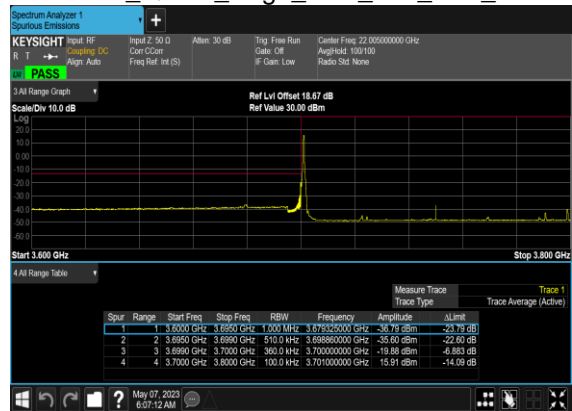 Spectrum Analyzer 1
Spurious Emissions
+
KEYSIGHT
R T
LW PASS
Input: RF
Coupling: DC
Align: Auto
Input Z: 50 Ω
Corr CCorr
Freq Ref: Int (S)
Atten: 30 dB
Trig: Free Run
Gate: Off
IF Gain: Low
Center Freq: 22.005000000 GHz
Avg|Hold: 100/100
Radio Std: None
3 All Range Graph
Scale/Div 10.0 dB
Ref Lvl Offset 18.67 dB
Ref Value 30.00 dBm
Log
20.0
10.0
0.00
-10.0
-20.0
-30.0
-40.0
-50.0
-60.0
Start 3.600 GHz
Stop 3.800 GHz
4 All Range Table
Measure Trace Trace 1
Trace Type Trace Average (Active)
Spur Range Start Freq Stop Freq RBW Frequency Amplitude ΔLimit
1 1 3.6000 GHz 3.6950 GHz 1.000 MHz 3.679325000 GHz -36.79 dBm -23.79 dB
2 2 3.6950 GHz 3.6990 GHz 510.0 kHz 3.698860000 GHz -35.60 dBm -22.60 dB
3 3 3.6990 GHz 3.7000 GHz 360.0 kHz 3.700000000 GHz -19.88 dBm -6.883 dB
4 4 3.7000 GHz 3.8000 GHz 100.0 kHz 3.701000000 GHz 15.91 dBm -14.09 dB
?
May 07, 2023
6:07:12 AM